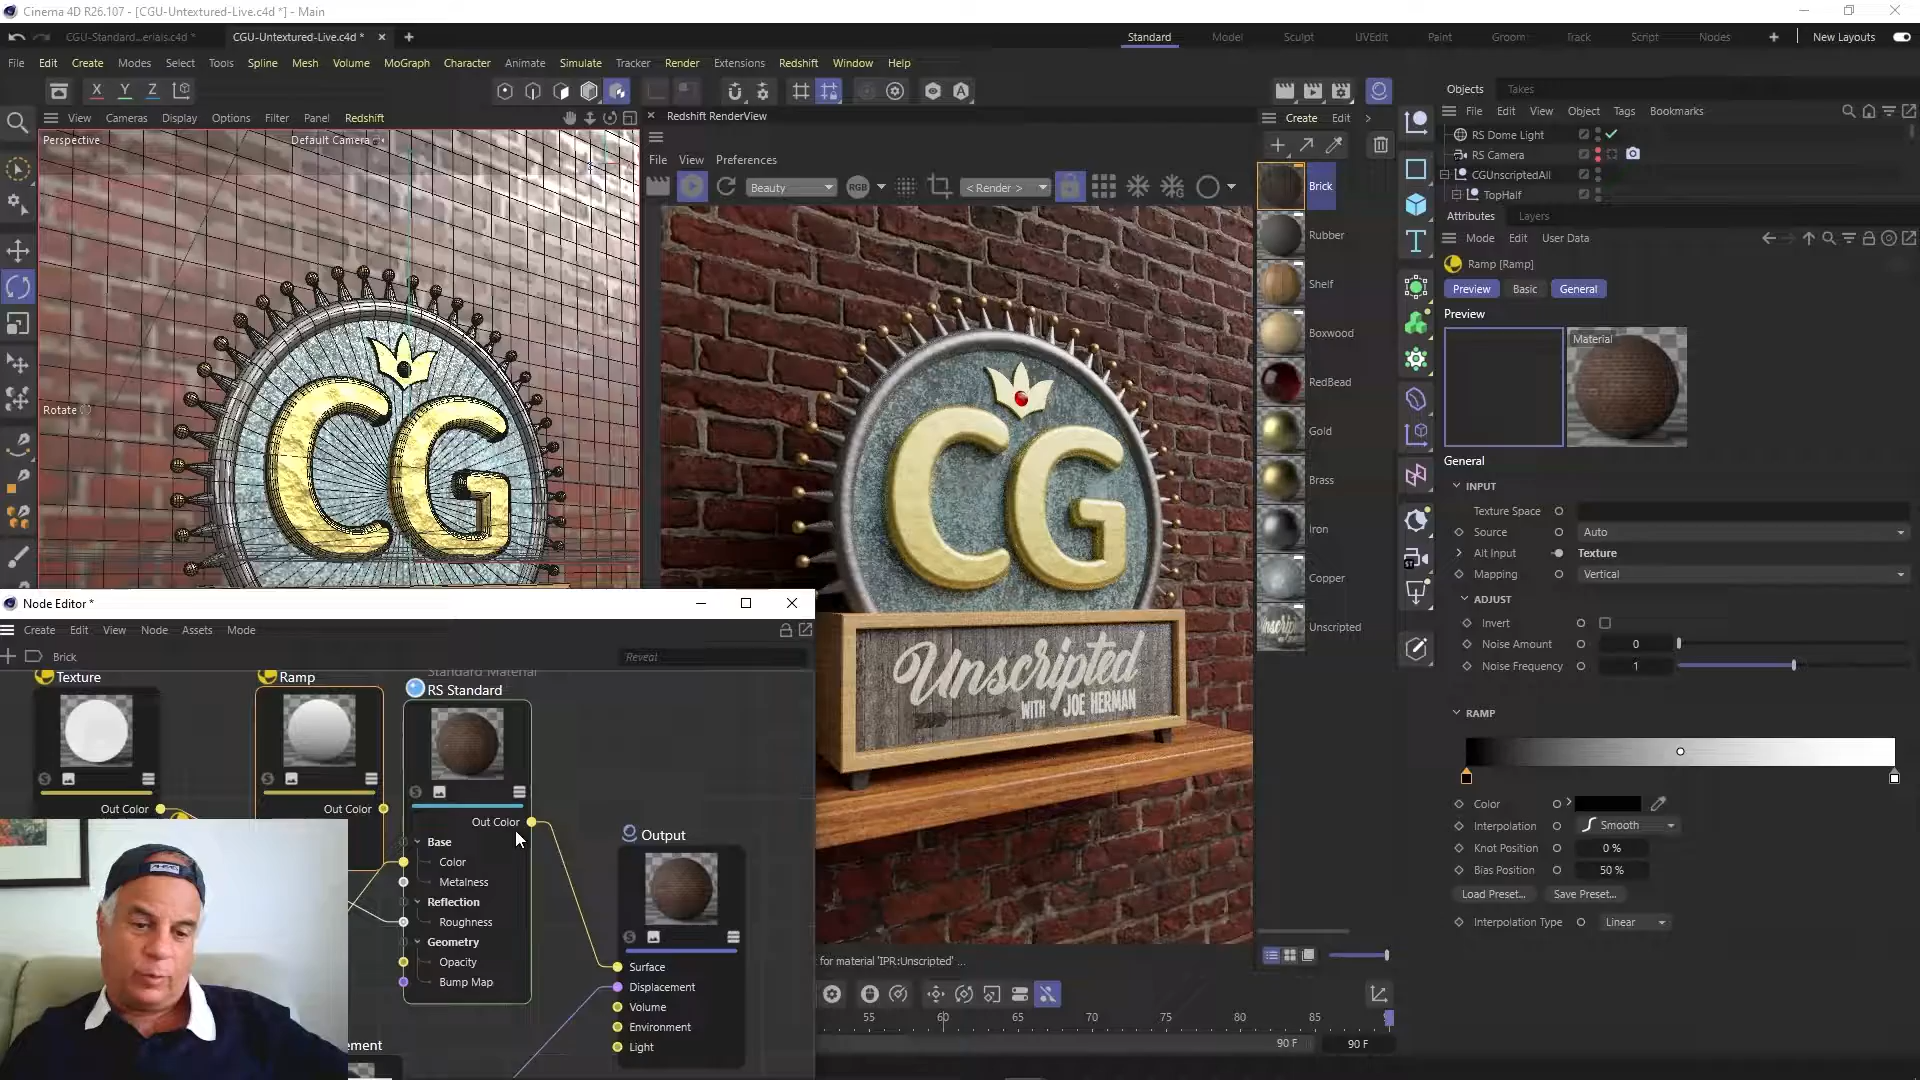 Cinema 4D R26.107 - [CGU-Untextured-Live.c4d *] - Main
CGU-Standard...erials.c4d *
CGU-Untextured-Live.c4d *
Standard
Model
Sculpt
UVEdit
Paint
Groom
Track
Script
Nodes
New Layouts
File Edit Create Modes Select Tools Spline Mesh Volume MoGraph Character Animate Simulate Tracker Render Extensions Redshift Window Help
X Y Z
View Cameras Display Options Filter Panel Redshift
Perspective
Default Camera
Rotate
Redshift RenderView
File View Preferences
Beauty
RGB
< Render >
CG
CG
Unscripted
WITH JOE HERMAN
Create Edit
Brick
Rubber
Shelf
Boxwood
RedBead
Gold
Brass
Iron
Copper
Unscripted
Objects Takes
File Edit View Object Tags Bookmarks
RS Dome Light
RS Camera
CGUnscriptedAll
TopHalf
Attributes Layers
Mode Edit User Data
Ramp [Ramp]
Preview Basic General
Preview
Material
General
INPUT
Texture Space
Source Auto
Alt Input Texture
Mapping Vertical
ADJUST
Invert
Noise Amount 0
Noise Frequency 1
RAMP
Color
Interpolation Smooth
Knot Position 0 %
Bias Position 50 %
Load Preset... Save Preset...
Interpolation Type Linear
Node Editor *
Create Edit View Node Assets Mode
Brick
Reveal
Texture
Out Color
Ramp
Out Color
Standard Material
RS Standard
Out Color
Base
Color
Metalness
Reflection
Roughness
Geometry
Opacity
Bump Map
Output
Surface
Displacement
Volume
Environment
Light
ement
for material 'IPR:Unscripted' ...
55 60 65 70 75 80 85
90 F 90 F